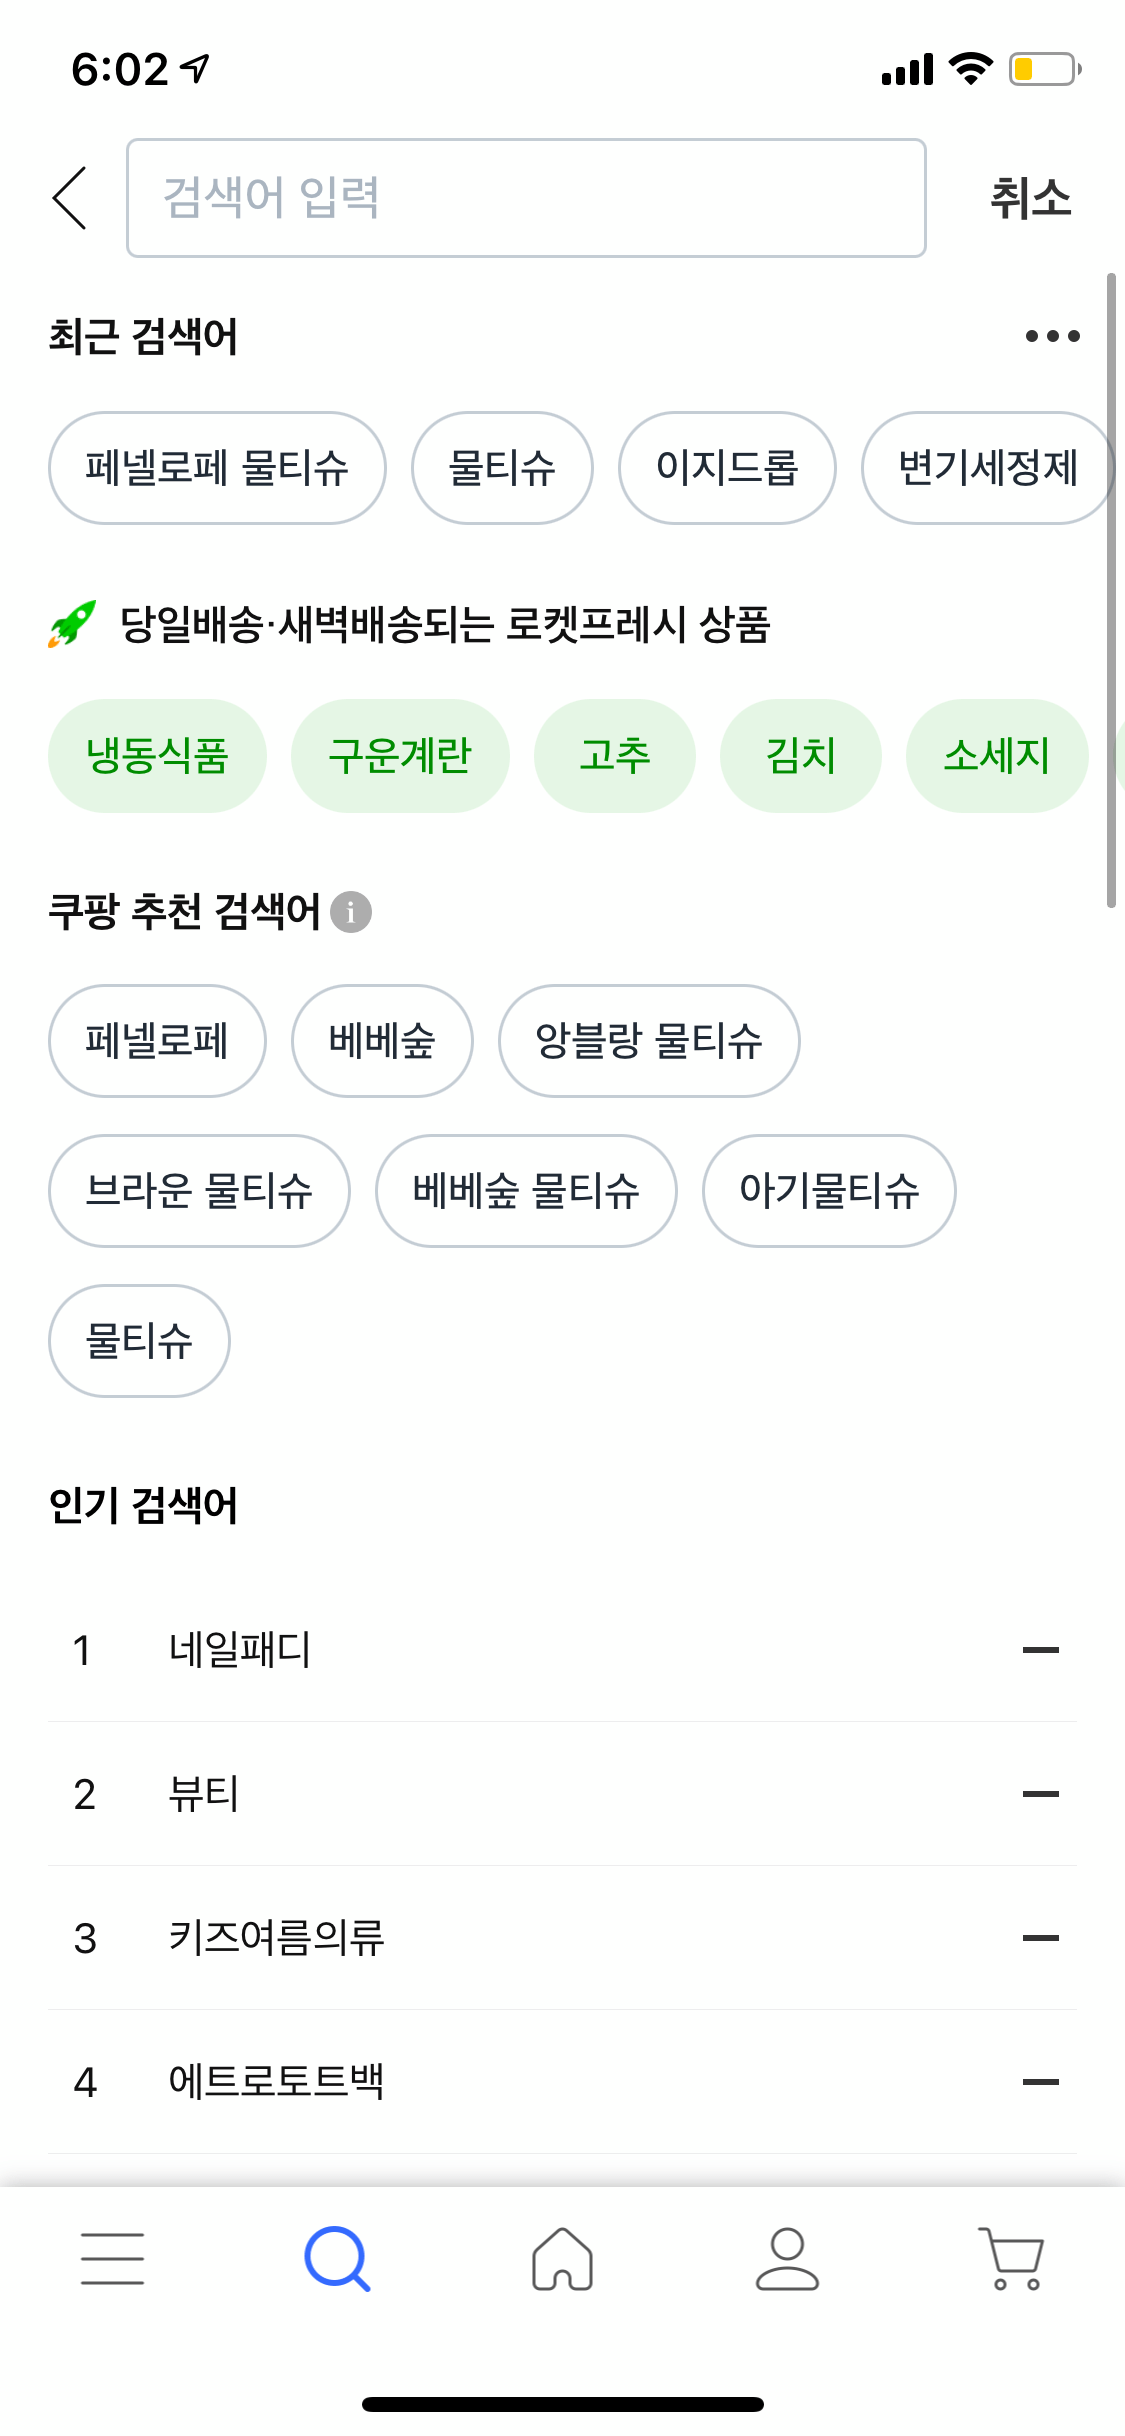 6:02
검색어 입력
취소
최근 검색어
페넬로페 물티슈 물티슈 이지드롭 변기세정제
당일배송·새벽배송되는 로켓프레시 상품
냉동식품 구운계란 고추 김치 소세지
쿠팡 추천 검색어
페넬로페 베베숲 앙블랑 물티슈
브라운 물티슈 베베숲 물티슈 아기물티슈
물티슈
인기 검색어
1 네일패디
2 뷰티
3 키즈여름의류
4 에트로토트백